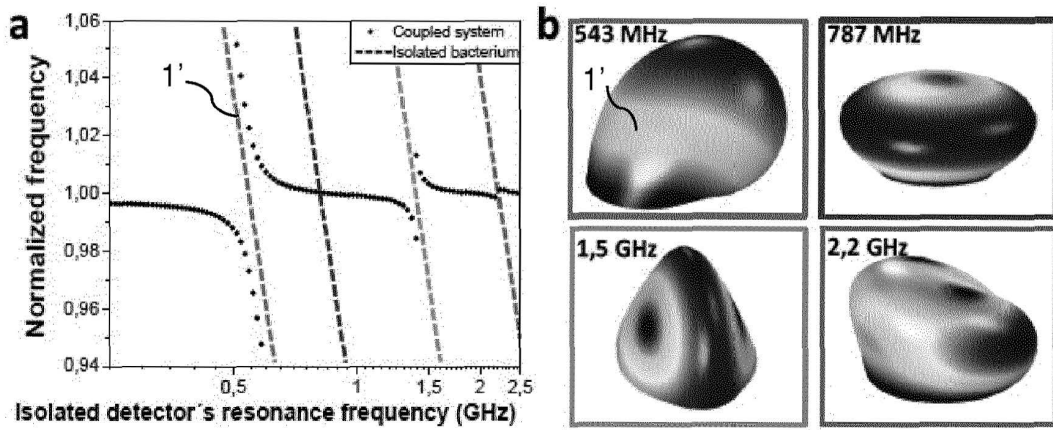 a
1,06
1,04
1,02
1,00
0,98
0,96
0,94
Normalized frequency
Coupled system
Isolated bacterium
1'
0,5
1
1,5
2
2,5
Isolated detector´s resonance frequency (GHz)
b
543 MHz
1'
787 MHz
1,5 GHz
2,2 GHz